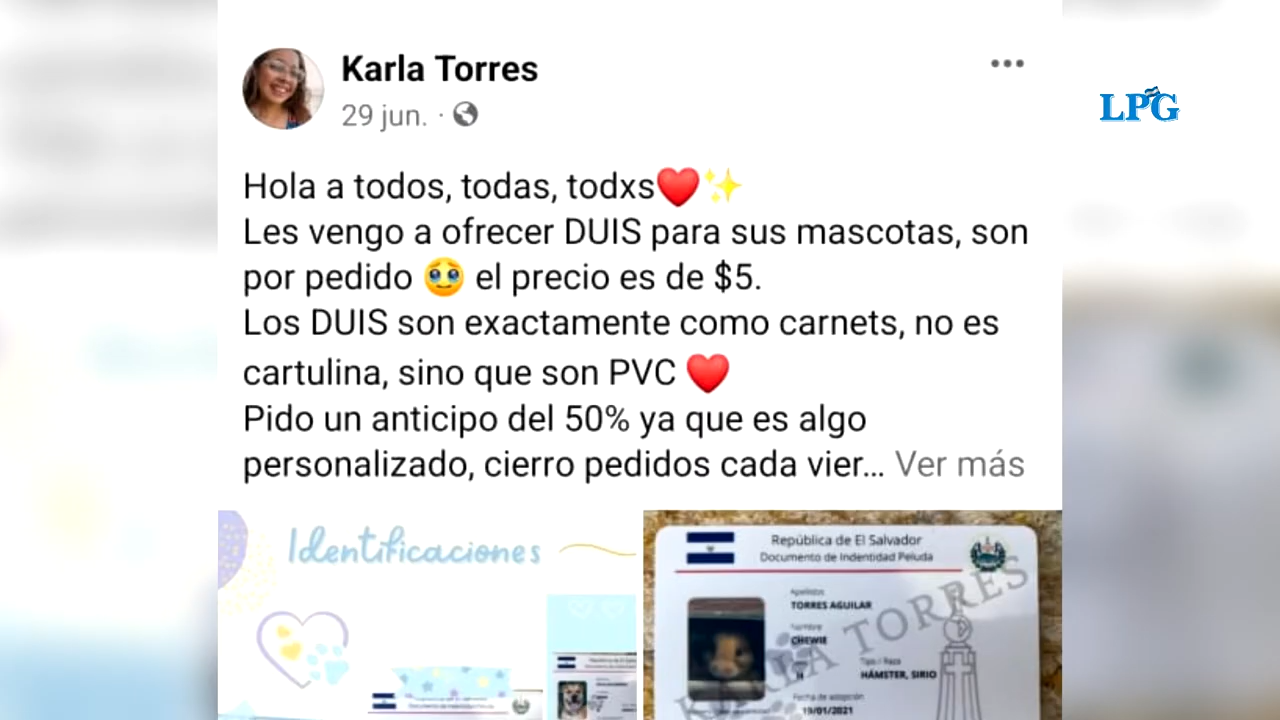 Karla Torres
29 jun. ·
LPG
Hola a todos, todas, todxs❤️✨
Les vengo a ofrecer DUIS para sus mascotas, son
por pedido 🥹 el precio es de $5.
Los DUIS son exactamente como carnets, no es
cartulina, sino que son PVC ❤️
Pido un anticipo del 50% ya que es algo
personalizado, cierro pedidos cada vier... Ver más
Identificaciones
República de El Salvador
Documento de Indentidad Peluda
Apellidos
TORRES AGUILAR
Nombre
CHEWIE
Tipo / Raza
H
HÁMSTER, SIRIO
Fecha de adopción
19/01/2021
KARLA TORRES